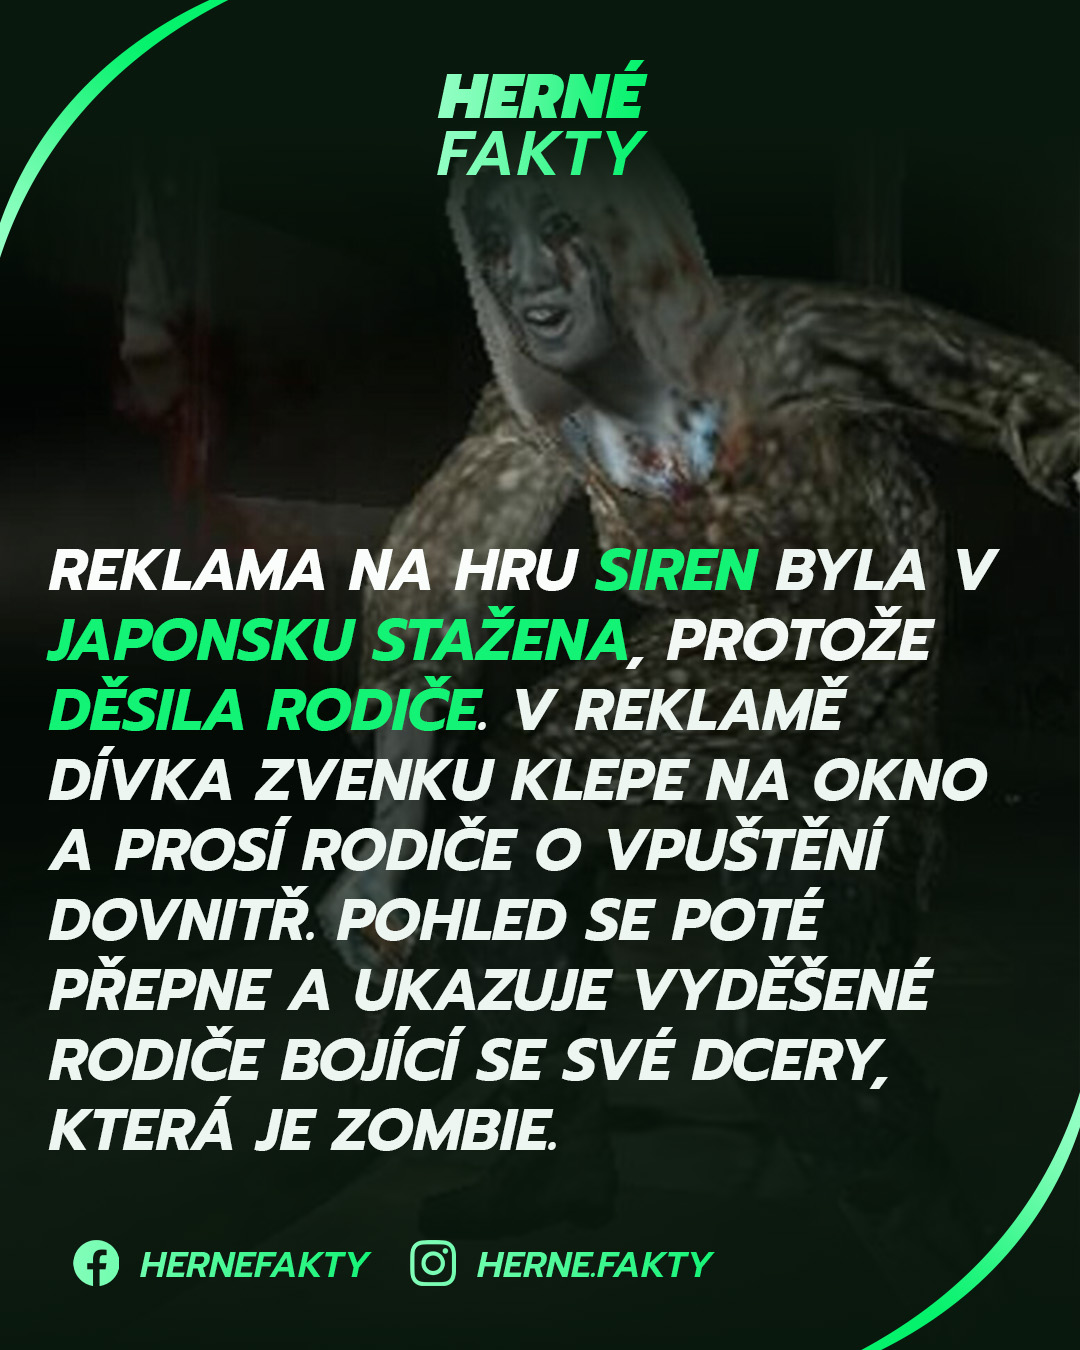 HERNÉ
FAKTY
REKLAMA NA HRU SIREN BYLA V
JAPONSKU STAŽENA, PROTOŽE
DĚSILA RODIČE. V REKLAMĚ
DÍVKA ZVENKU KLEPE NA OKNO
A PROSÍ RODIČE O VPUŠTĚNÍ
DOVNITŘ. POHLED SE POTÉ
PŘEPNE A UKAZUJE VYDĚŠENÉ
RODIČE BOJÍCÍ SE SVÉ DCERY,
KTERÁ JE ZOMBIE.
HERNEFAKTY HERNE.FAKTY